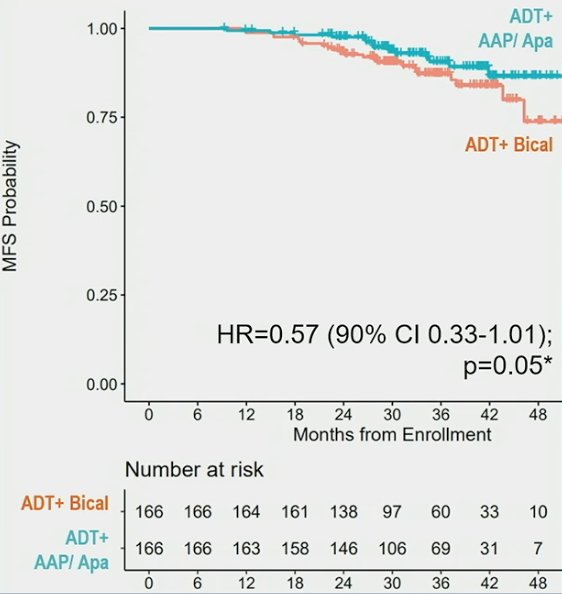 ADT+
AAP/ Apa
1.00
0.75
0.50
0.25
0.00
MFS Probability
ADT+ Bical
HR=0.57 (90% CI 0.33-1.01);
p=0.05*
0 6 12 18 24 30 36 42 48
Months from Enrollment
Number at risk
ADT+ Bical 166 166 164 161 138 97 60 33 10
ADT+
AAP/ Apa 166 166 163 158 146 106 69 31 7
0 6 12 18 24 30 36 42 48